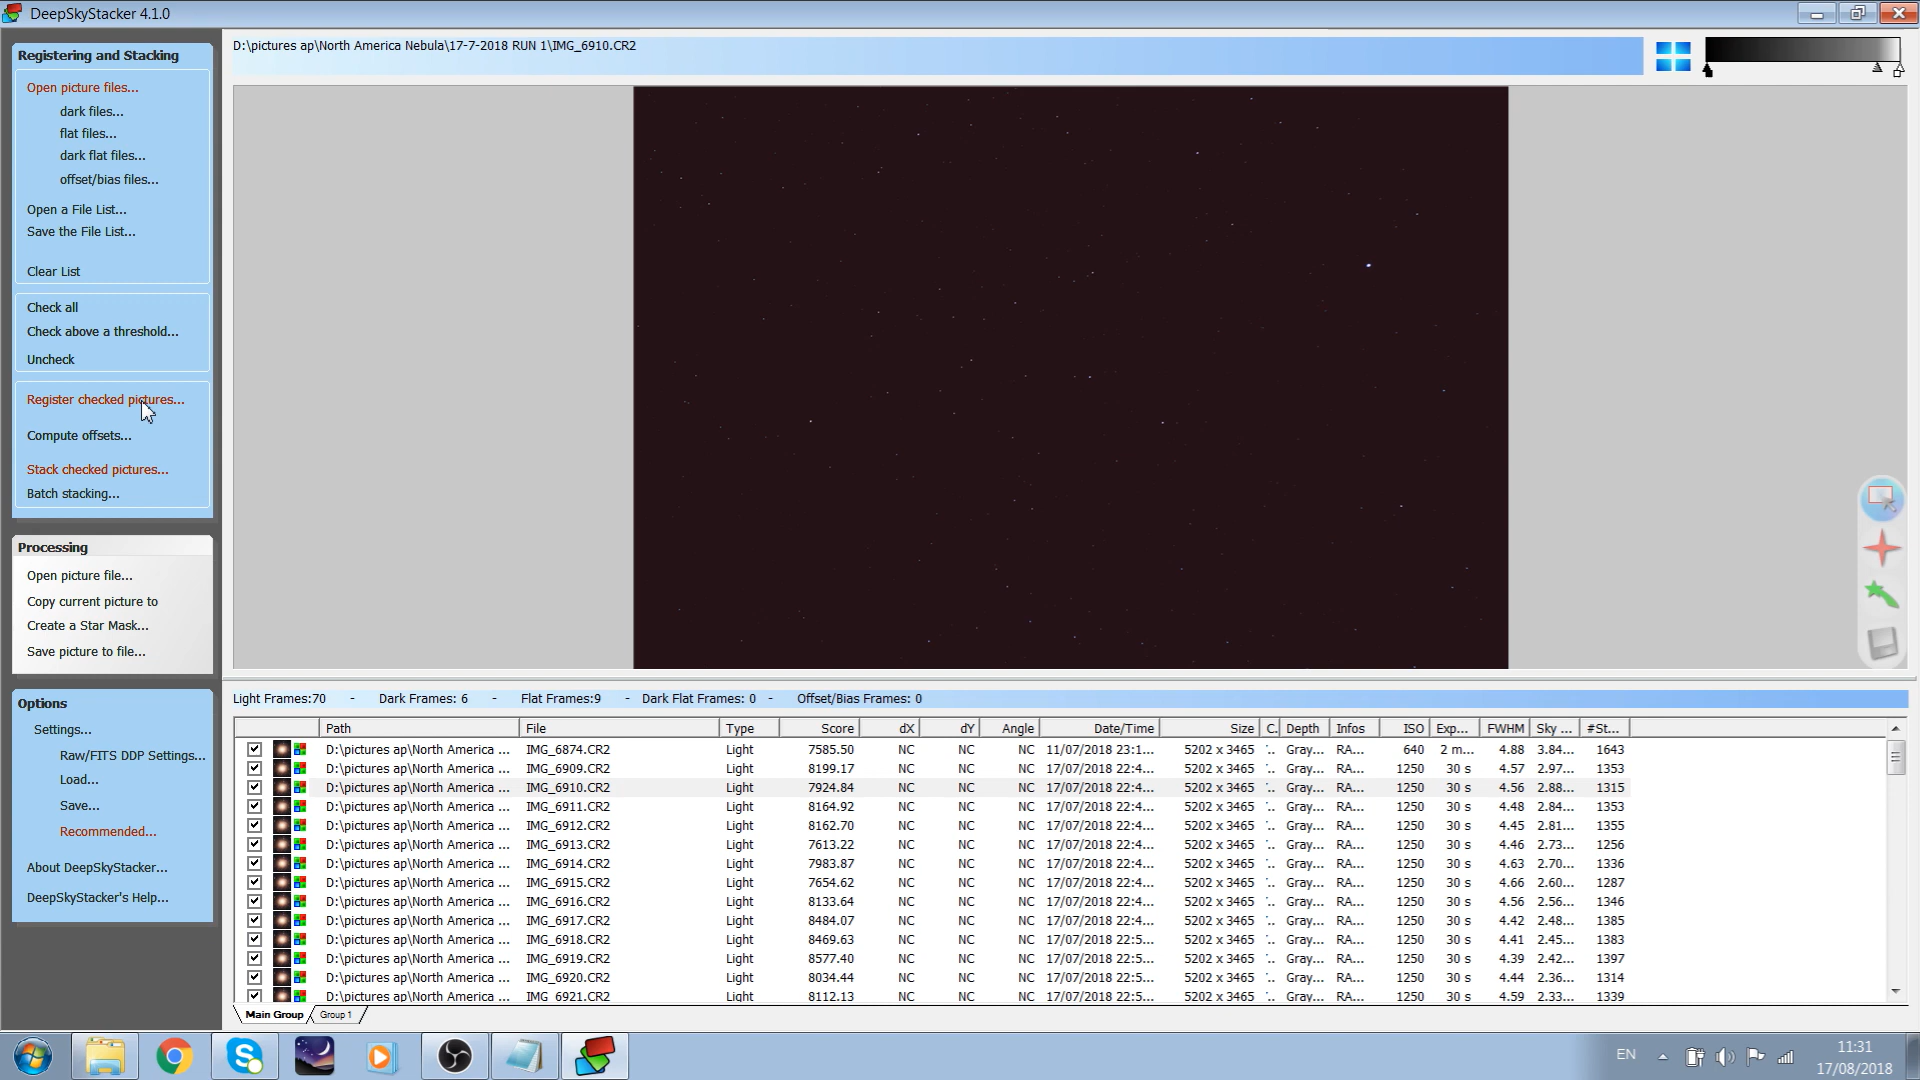 DeepSkyStacker 4.1.0
Registering and Stacking
Open picture files...
dark files...
flat files...
dark flat files...
offset/bias files...
Open a File List...
Save the File List...
Clear List
Check all
Check above a threshold...
Uncheck
Register checked pictures...
Compute offsets...
Stack checked pictures...
Batch stacking...
Processing
Open picture file...
Copy current picture to
Create a Star Mask...
Save picture to file...
Options
Settings...
Raw/FITS DDP Settings...
Load...
Save...
Recommended...
About DeepSkyStacker...
DeepSkyStacker's Help...
D:\pictures ap\North America Nebula\17-7-2018 RUN 1\IMG_6910.CR2
Light Frames:70 - Dark Frames: 6 - Flat Frames:9 - Dark Flat Frames: 0 - Offset/Bias Frames: 0
Path File Type Score dX dY Angle Date/Time Size C. Depth Infos ISO Exp... FWHM Sky ... #St...
D:\pictures ap\North America ... IMG_6874.CR2 Light 7585.50 NC NC NC 11/07/2018 23:1... 5202 x 3465 '.. Gray... RA... 640 2 m... 4.88 3.84... 1643
D:\pictures ap\North America ... IMG_6909.CR2 Light 8199.17 NC NC NC 17/07/2018 22:4... 5202 x 3465 '.. Gray... RA... 1250 30 s 4.57 2.97... 1353
D:\pictures ap\North America ... IMG_6910.CR2 Light 7924.84 NC NC NC 17/07/2018 22:4... 5202 x 3465 '.. Gray... RA... 1250 30 s 4.56 2.88... 1315
D:\pictures ap\North America ... IMG_6911.CR2 Light 8164.92 NC NC NC 17/07/2018 22:4... 5202 x 3465 '.. Gray... RA... 1250 30 s 4.48 2.84... 1353
D:\pictures ap\North America ... IMG_6912.CR2 Light 8162.70 NC NC NC 17/07/2018 22:4... 5202 x 3465 '.. Gray... RA... 1250 30 s 4.45 2.81... 1355
D:\pictures ap\North America ... IMG_6913.CR2 Light 7613.22 NC NC NC 17/07/2018 22:4... 5202 x 3465 '.. Gray... RA... 1250 30 s 4.46 2.73... 1256
D:\pictures ap\North America ... IMG_6914.CR2 Light 7983.87 NC NC NC 17/07/2018 22:4... 5202 x 3465 '.. Gray... RA... 1250 30 s 4.63 2.70... 1336
D:\pictures ap\North America ... IMG_6915.CR2 Light 7654.62 NC NC NC 17/07/2018 22:4... 5202 x 3465 '.. Gray... RA... 1250 30 s 4.66 2.60... 1287
D:\pictures ap\North America ... IMG_6916.CR2 Light 8133.64 NC NC NC 17/07/2018 22:4... 5202 x 3465 '.. Gray... RA... 1250 30 s 4.56 2.56... 1346
D:\pictures ap\North America ... IMG_6917.CR2 Light 8484.07 NC NC NC 17/07/2018 22:4... 5202 x 3465 '.. Gray... RA... 1250 30 s 4.42 2.48... 1385
D:\pictures ap\North America ... IMG_6918.CR2 Light 8469.63 NC NC NC 17/07/2018 22:5... 5202 x 3465 '.. Gray... RA... 1250 30 s 4.41 2.45... 1383
D:\pictures ap\North America ... IMG_6919.CR2 Light 8577.40 NC NC NC 17/07/2018 22:5... 5202 x 3465 '.. Gray... RA... 1250 30 s 4.39 2.42... 1397
D:\pictures ap\North America ... IMG_6920.CR2 Light 8034.44 NC NC NC 17/07/2018 22:5... 5202 x 3465 '.. Gray... RA... 1250 30 s 4.44 2.36... 1314
D:\pictures ap\North America ... IMG_6921.CR2 Light 8112.13 NC NC NC 17/07/2018 22:5... 5202 x 3465 '.. Gray... RA... 1250 30 s 4.59 2.33... 1339
Main Group Group 1
EN
11:31
17/08/2018